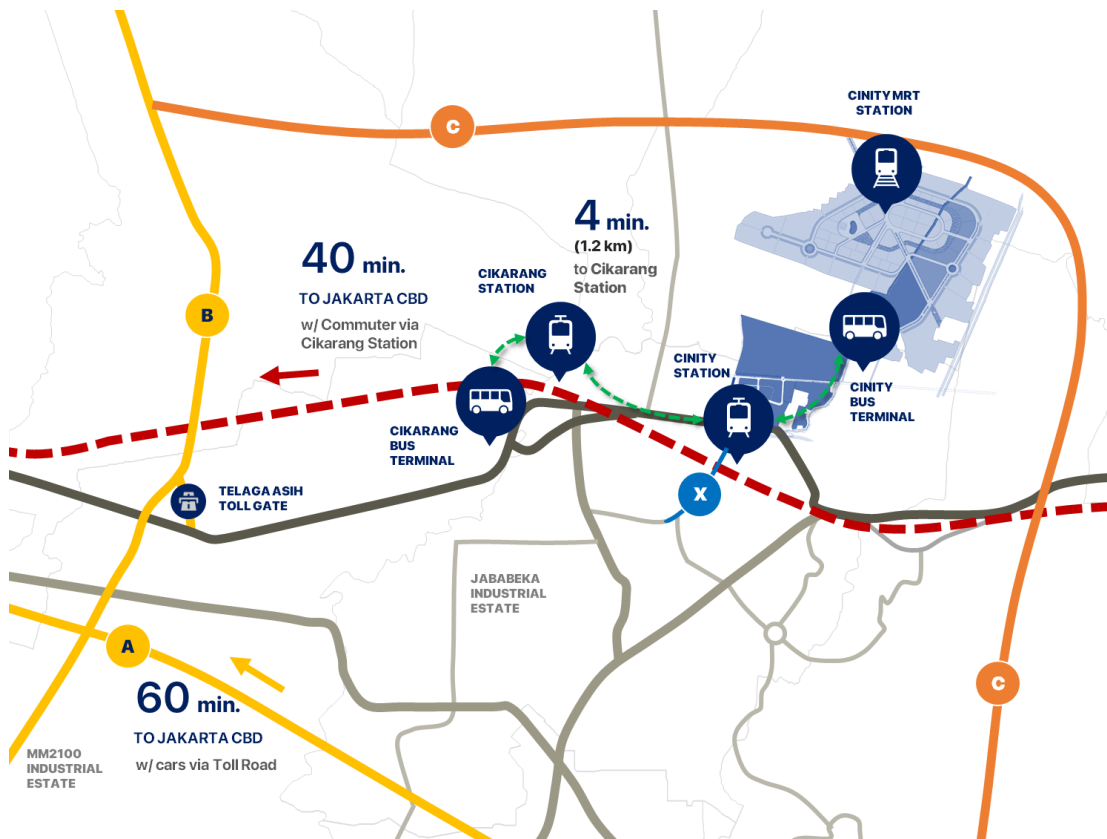 CINITY MRT
STATION
C
4 min.
(1.2 km)
to Cikarang
Station
40 min.
TO JAKARTA CBD
w/ Commuter via
Cikarang Station
CIKARANG
STATION
B
CINITY
STATION
CINITY
BUS
TERMINAL
CIKARANG
BUS
TERMINAL
X
TELAGA ASIH
TOLL GATE
JABABEKA
INDUSTRIAL
ESTATE
A
C
60 min.
TO JAKARTA CBD
w/ cars via Toll Road
MM2100
INDUSTRIAL
ESTATE